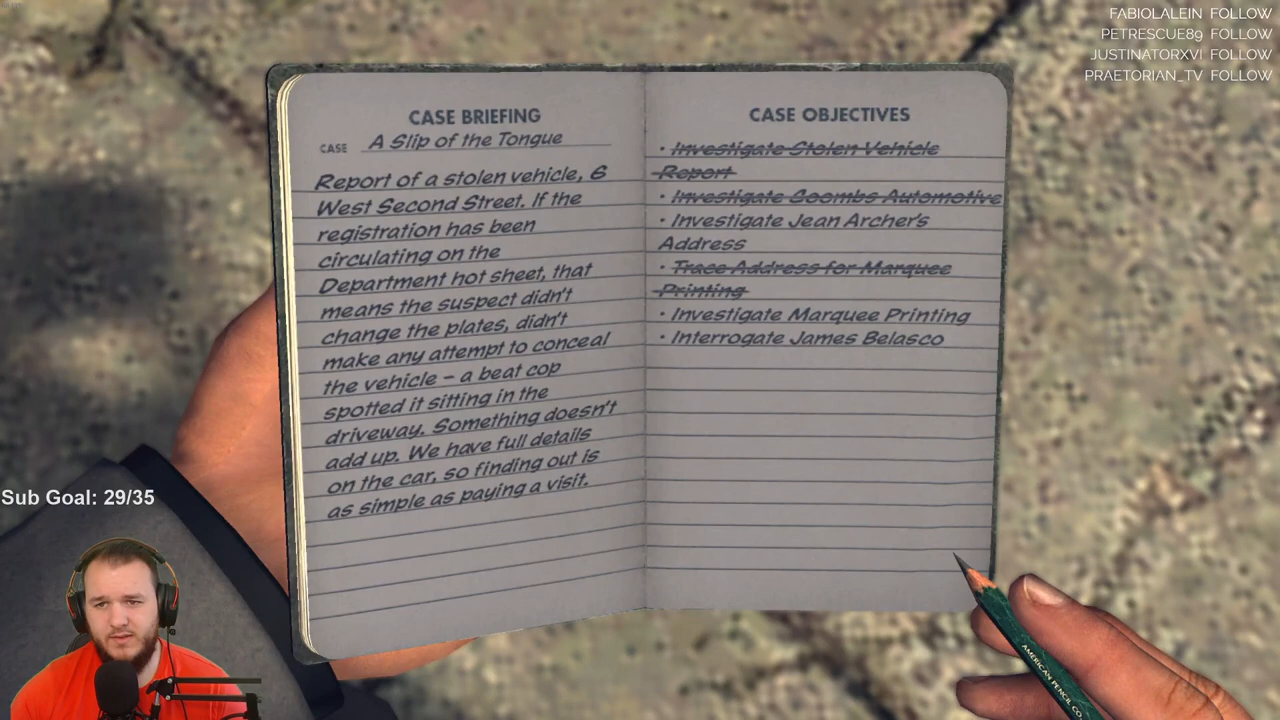 FABIOLALEIN FOLLOW
PETRESCUE89 FOLLOW
JUSTINATORXVI FOLLOW
PRAETORIAN_TV FOLLOW
CASE BRIEFING
CASE A Slip of the Tongue
Report of a stolen vehicle, 6
West Second Street. If the
registration has been
circulating on the
Department hot sheet, that
means the suspect didn't
change the plates, didn't
make any attempt to conceal
the vehicle – a beat cop
spotted it sitting in the
driveway. Something doesn't
add up. We have full details
on the car, so finding out is
as simple as paying a visit.
CASE OBJECTIVES
· Investigate Stolen Vehicle
Report
· Investigate Coombs Automotive
· Investigate Jean Archer's
Address
· Trace Address for Marquee
Printing
· Investigate Marquee Printing
· Interrogate James Belasco
Sub Goal: 29/35
AMERICAN PENCIL CO.